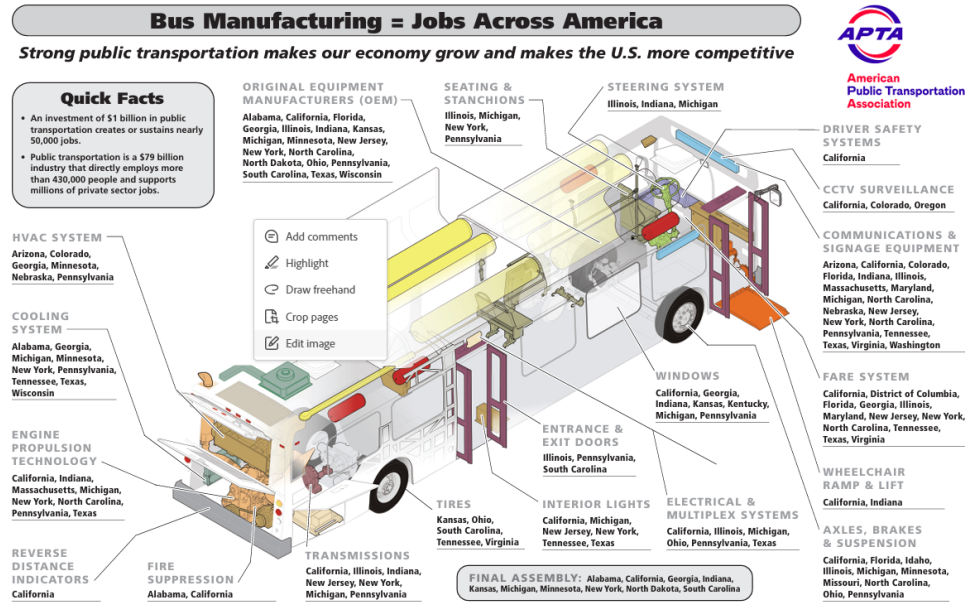 Bus Manufacturing = Jobs Across America
Strong public transportation makes our economy grow and makes the U.S. more competitive
APTA
American
Public Transportation
Association
Quick Facts
• An investment of $1 billion in public
transportation creates or sustains nearly
50,000 jobs.
• Public transportation is a $79 billion
industry that directly employs more
than 430,000 people and supports
millions of private sector jobs.
ORIGINAL EQUIPMENT
MANUFACTURERS (OEM)
Alabama, California, Florida,
Georgia, Illinois, Indiana, Kansas,
Michigan, Minnesota, New Jersey,
New York, North Carolina,
North Dakota, Ohio, Pennsylvania,
South Carolina, Texas, Wisconsin
SEATING &
STANCHIONS
Illinois, Michigan,
New York,
Pennsylvania
STEERING SYSTEM
Illinois, Indiana, Michigan
DRIVER SAFETY
SYSTEMS
California
CCTV SURVEILLANCE
California, Colorado, Oregon
COMMUNICATIONS &
SIGNAGE EQUIPMENT
Arizona, California, Colorado,
Florida, Indiana, Illinois,
Massachusetts, Maryland,
Michigan, North Carolina,
Nebraska, New Jersey,
New York, North Carolina,
Pennsylvania, Tennessee,
Texas, Virginia, Washington
FARE SYSTEM
California, District of Columbia,
Florida, Georgia, Illinois,
Maryland, New Jersey, New York,
North Carolina, Tennessee,
Texas, Virginia
WHEELCHAIR
RAMP & LIFT
California, Indiana
AXLES, BRAKES
& SUSPENSION
California, Florida, Idaho,
Illinois, Michigan, Minnesota,
Missouri, North Carolina,
Ohio, Pennsylvania
HVAC SYSTEM
Arizona, Colorado,
Georgia, Minnesota,
Nebraska, Pennsylvania
COOLING
SYSTEM
Alabama, Georgia,
Michigan, Minnesota,
New York, Pennsylvania,
Tennessee, Texas,
Wisconsin
ENGINE
PROPULSION
TECHNOLOGY
California, Indiana,
Massachusetts, Michigan,
New York, North Carolina,
Pennsylvania, Texas
REVERSE
DISTANCE
INDICATORS
California
FIRE
SUPPRESSION
Alabama, California
Add comments
Highlight
Draw freehand
Crop pages
Edit image
TRANSMISSIONS
California, Illinois, Indiana,
New Jersey, New York,
Michigan, Pennsylvania
TIRES
Kansas, Ohio,
South Carolina,
Tennessee, Virginia
ENTRANCE &
EXIT DOORS
Illinois, Pennsylvania,
South Carolina
INTERIOR LIGHTS
California, Michigan,
New Jersey, New York,
Tennessee, Texas
WINDOWS
California, Georgia,
Indiana, Kansas, Kentucky,
Michigan, Pennsylvania
ELECTRICAL &
MULTIPLEX SYSTEMS
California, Illinois, Michigan,
Ohio, Pennsylvania, Texas
FINAL ASSEMBLY: Alabama, California, Georgia, Indiana,
Kansas, Michigan, Minnesota, New York, North Dakota, South Carolina